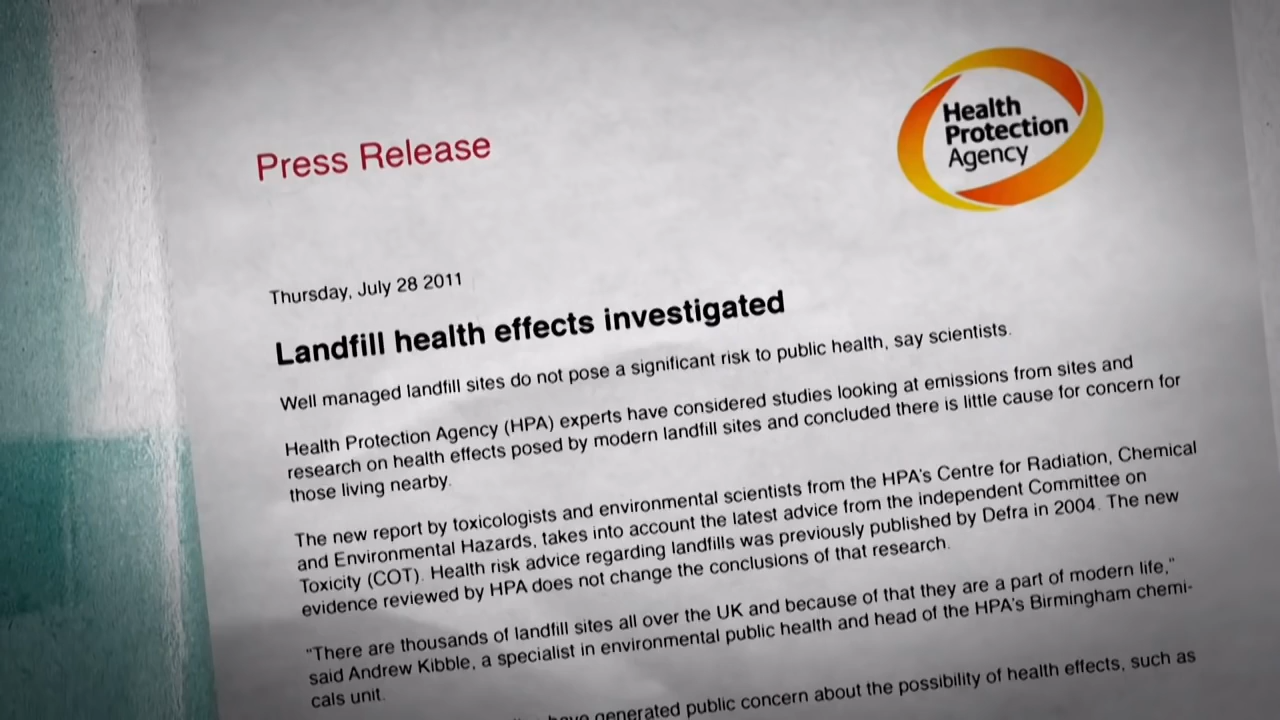 Health
Protection
Agency
Press Release
Thursday, July 28 2011
Landfill health effects investigated
Well managed landfill sites do not pose a significant risk to public health, say scientists.
Health Protection Agency (HPA) experts have considered studies looking at emissions from sites and
research on health effects posed by modern landfill sites and concluded there is little cause for concern for
those living nearby.
The new report by toxicologists and environmental scientists from the HPA's Centre for Radiation, Chemical
and Environmental Hazards, takes into account the latest advice from the independent Committee on
Toxicity (COT). Health risk advice regarding landfills was previously published by Defra in 2004. The new
evidence reviewed by HPA does not change the conclusions of that research.
"There are thousands of landfill sites all over the UK and because of that they are a part of modern life,"
said Andrew Kibble, a specialist in environmental public health and head of the HPA's Birmingham chemi-
cals unit.
have generated public concern about the possibility of health effects, such as